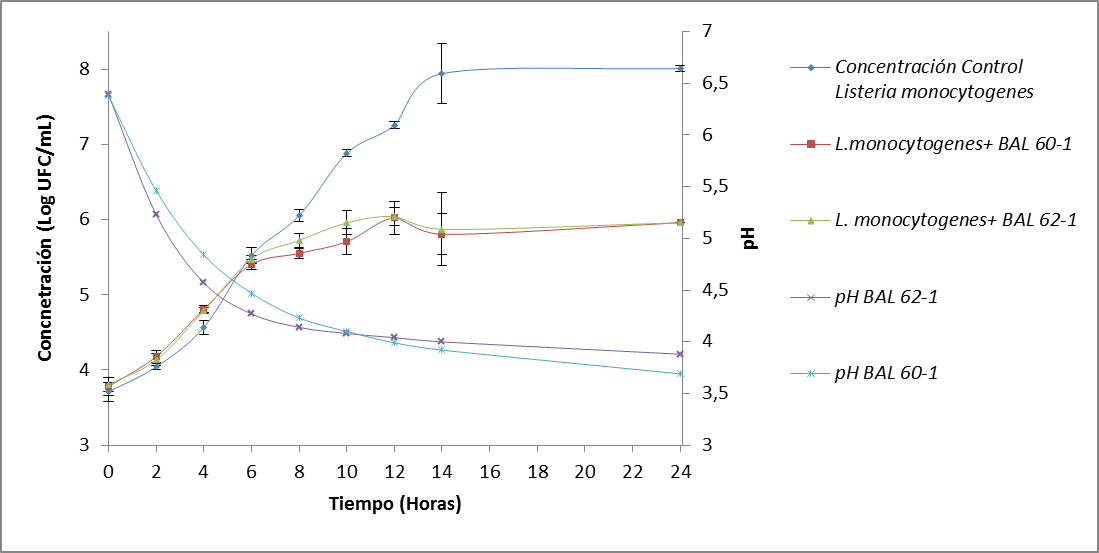 Concnetración (Log UFC/mL)
8
7
6
5
4
3
0 2 4 6 8 10 12 14 16 18 20 22 24
Tiempo (Horas)
7
6,5
6
5,5
5
4,5
4
3,5
3
pH
Concentración Control
Listeria monocytogenes
L.monocytogenes+ BAL 60-1
L. monocytogenes+ BAL 62-1
pH BAL 62-1
pH BAL 60-1